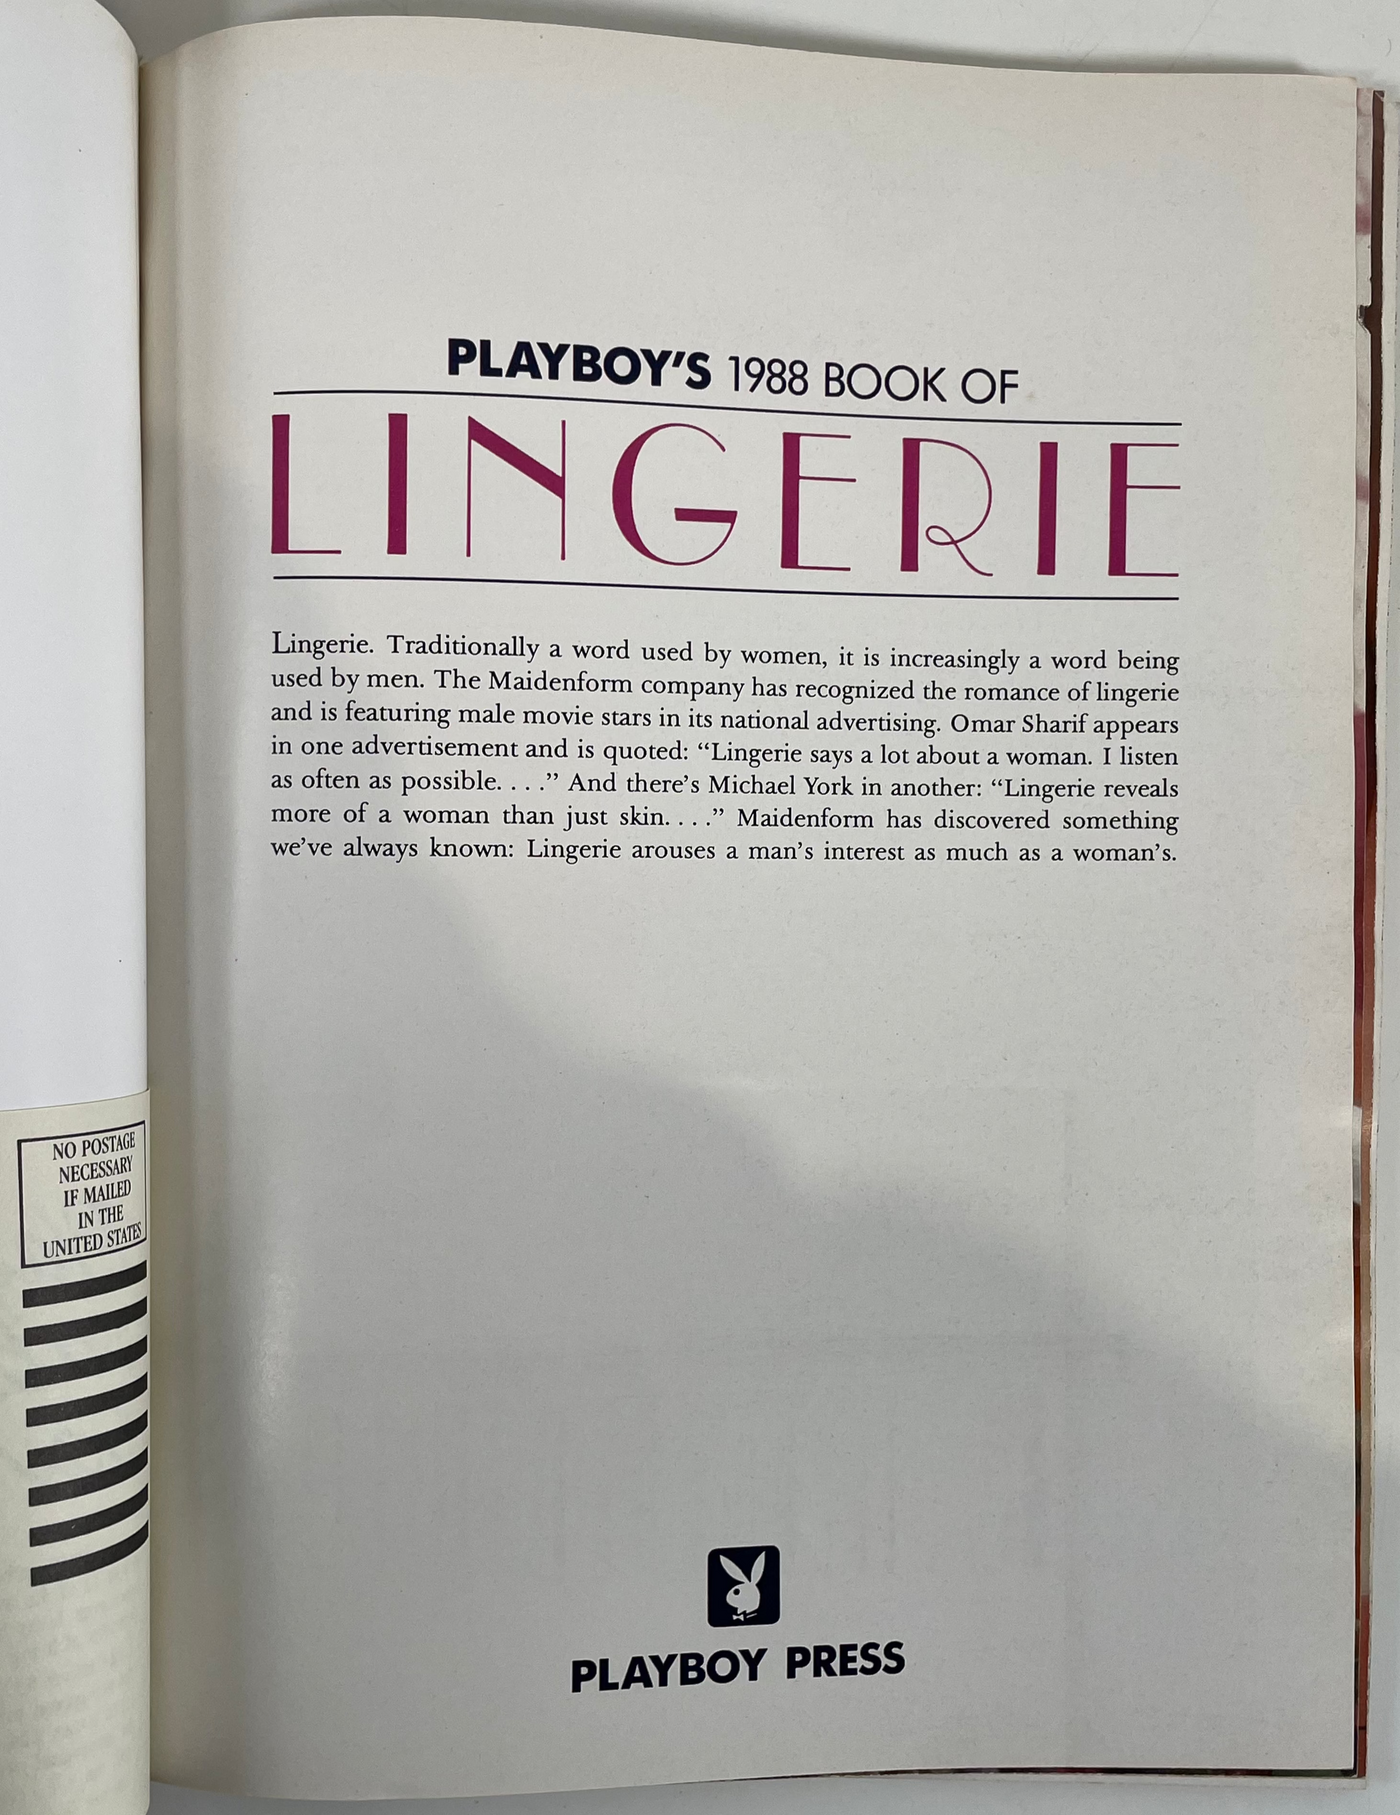 PLAYBOY'S 1988 BOOK OF
LINGERIE
Lingerie. Traditionally a word used by women, it is increasingly a word being
used by men. The Maidenform company has recognized the romance of lingerie
and is featuring male movie stars in its national advertising. Omar Sharif appears
in one advertisement and is quoted: “Lingerie says a lot about a woman. I listen
as often as possible. . . .” And there’s Michael York in another: “Lingerie reveals
more of a woman than just skin. . . .” Maidenform has discovered something
we’ve always known: Lingerie arouses a man’s interest as much as a woman’s.
NO POSTAGE
NECESSARY
IF MAILED
IN THE
UNITED STATES
PLAYBOY PRESS